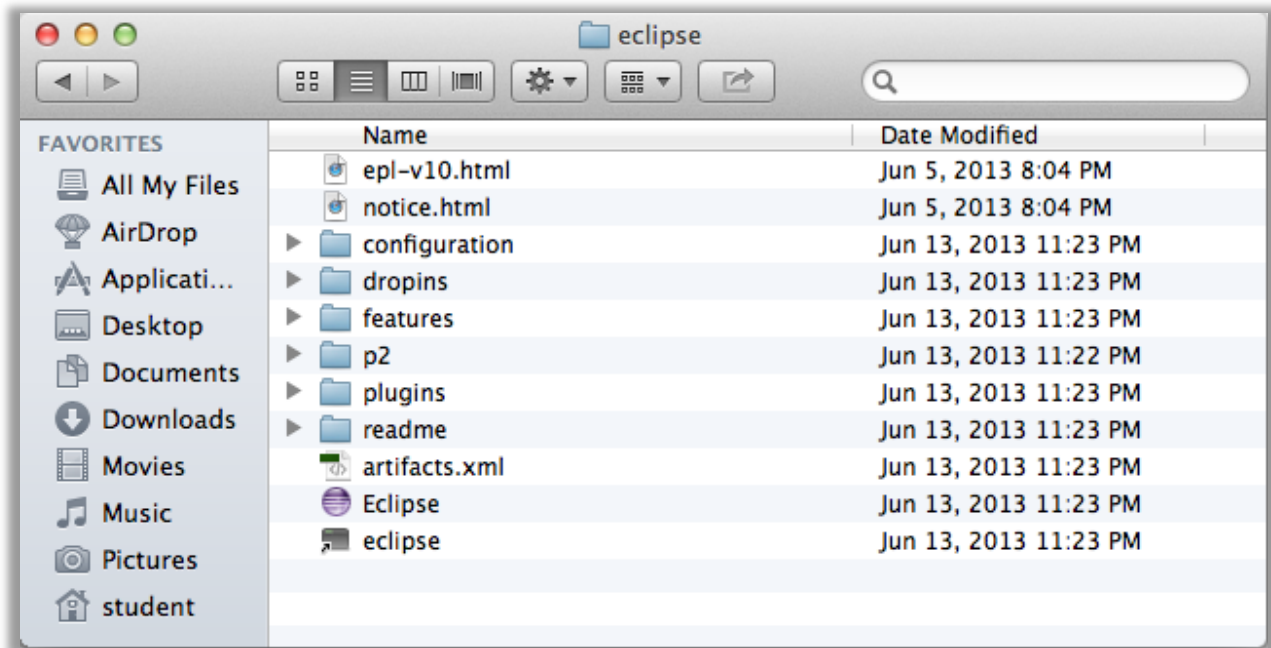 eclipse
FAVORITES
All My Files
AirDrop
Applicati...
Desktop
Documents
Downloads
Movies
Music
Pictures
student
Name Date Modified
epl-v10.html Jun 5, 2013 8:04 PM
notice.html Jun 5, 2013 8:04 PM
configuration Jun 13, 2013 11:23 PM
dropins Jun 13, 2013 11:23 PM
features Jun 13, 2013 11:23 PM
p2 Jun 13, 2013 11:22 PM
plugins Jun 13, 2013 11:23 PM
readme Jun 13, 2013 11:23 PM
artifacts.xml Jun 13, 2013 11:23 PM
Eclipse Jun 13, 2013 11:23 PM
eclipse Jun 13, 2013 11:23 PM